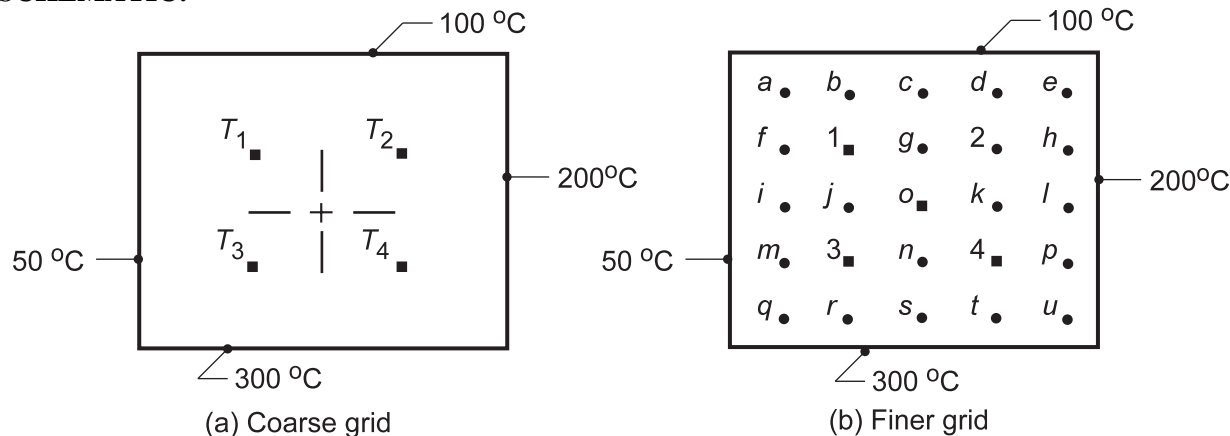 SCHEMATIC:
100 °C
T1 T2
200°C
T3 T4
50 °C
300 °C
(a) Coarse grid
100 °C
a b c d e
f 1 g 2 h
i j o k l
200°C
m 3 n 4 p
50 °C
q r s t u
300 °C
(b) Finer grid